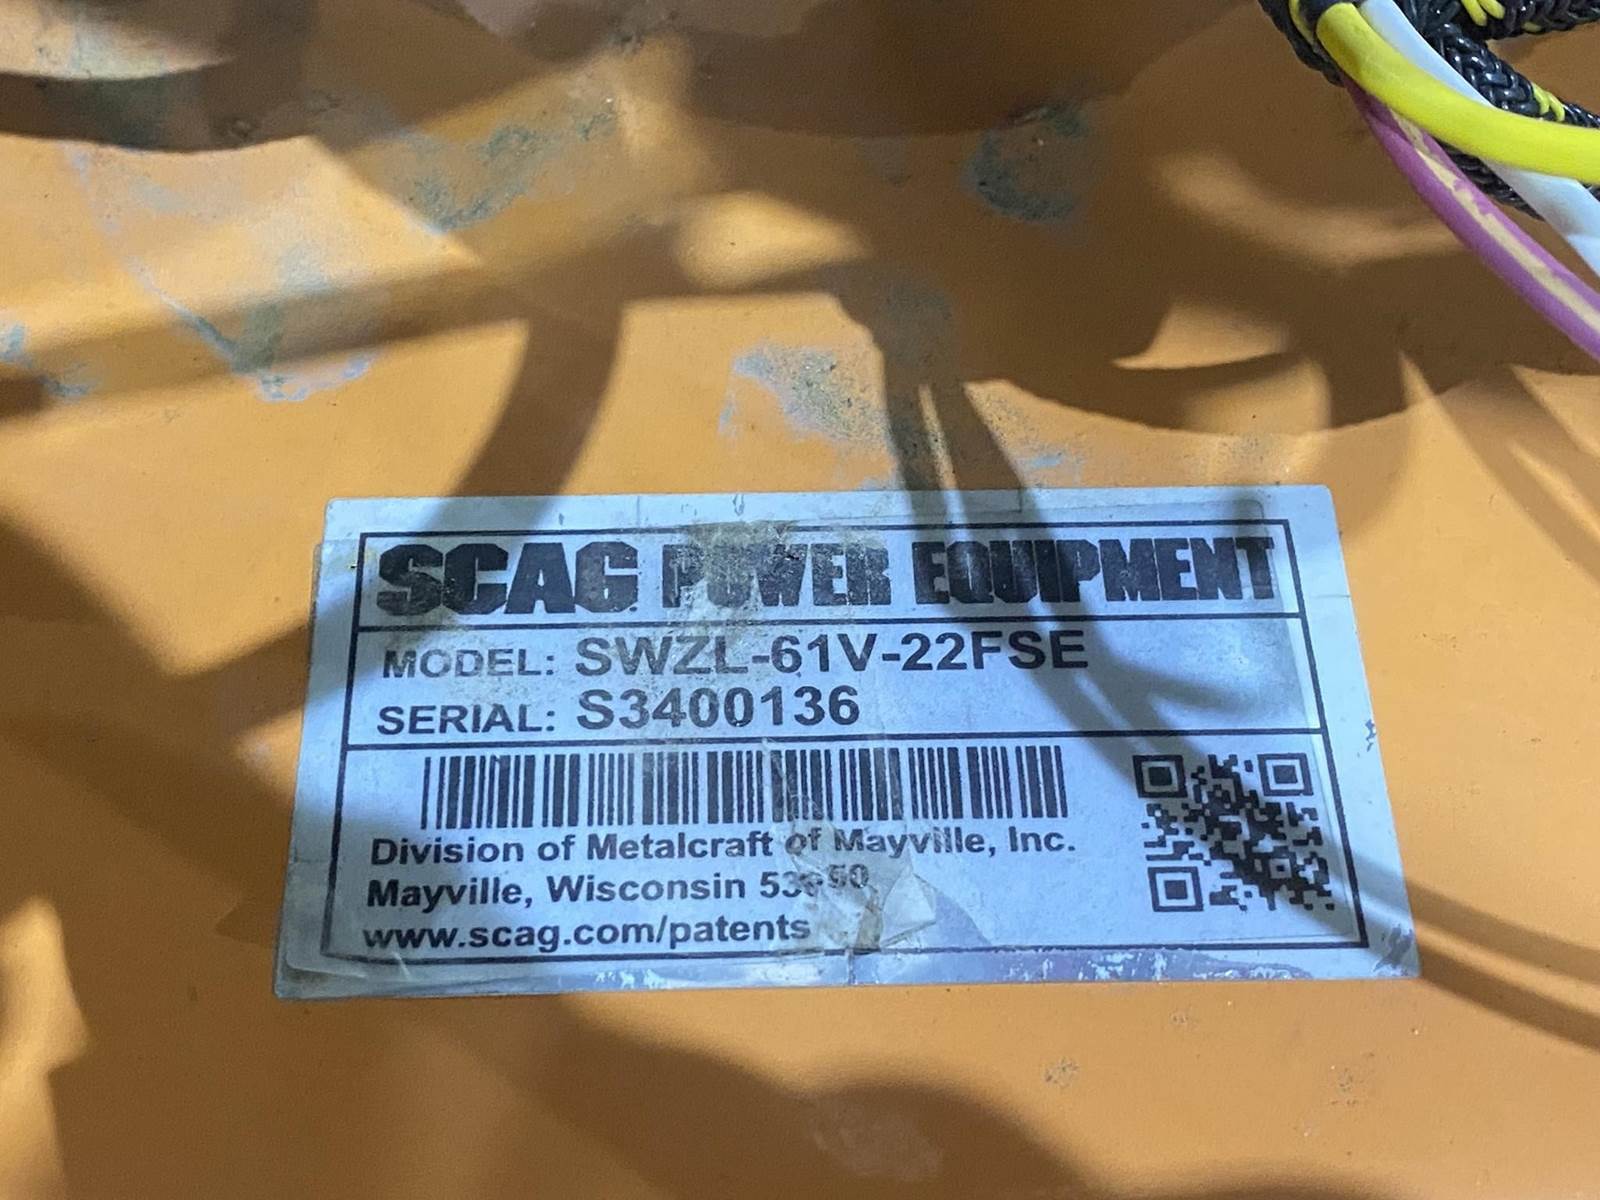 SCAG POWER EQUIPMENT
MODEL: SWZL-61V-22FSE
SERIAL: S3400136
Division of Metalcraft of Mayville, Inc.
Mayville, Wisconsin
www.scag.com/patents